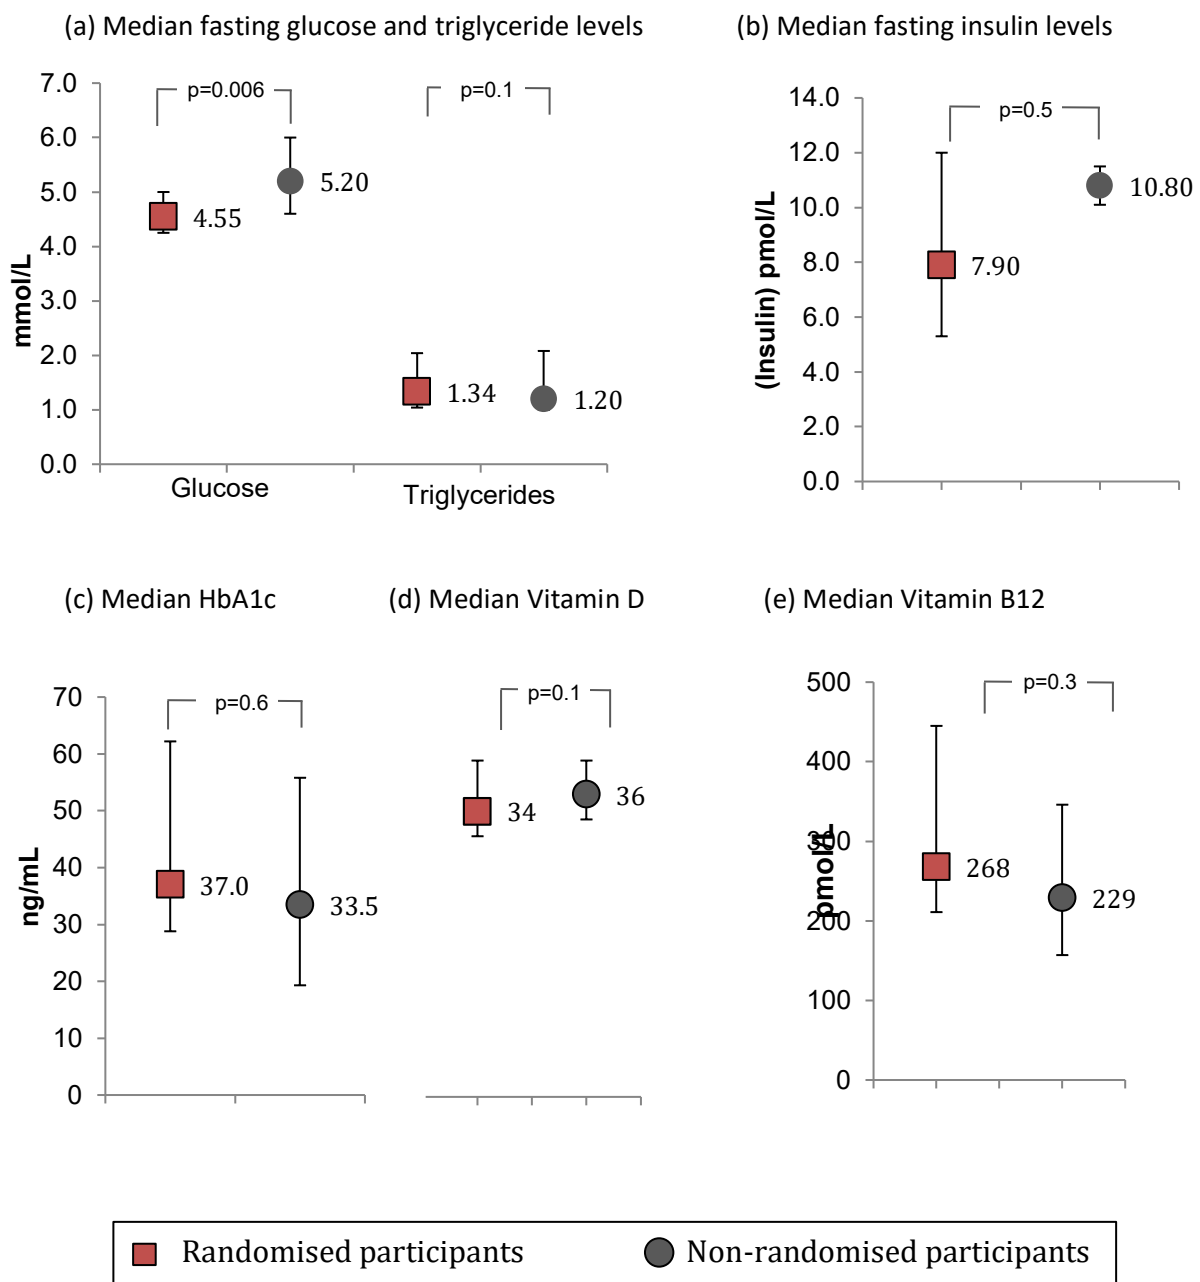 (a) Median fasting glucose and triglyceride levels
(b) Median fasting insulin levels
7.0
6.0
5.0
4.0
3.0
2.0
1.0
0.0
mmol/L
p=0.006
p=0.1
4.55
5.20
1.34
1.20
Glucose
Triglycerides
14.0
12.0
10.0
8.0
6.0
4.0
2.0
0.0
(Insulin) pmol/L
p=0.5
7.90
10.80
(c) Median HbA1c
(d) Median Vitamin D
(e) Median Vitamin B12
70
60
50
40
30
20
10
0
ng/mL
p=0.6
37.0
33.5
p=0.1
34
36
500
400
300
200
100
0
pmol/L
p=0.3
268
229
Randomised participants
Non-randomised participants